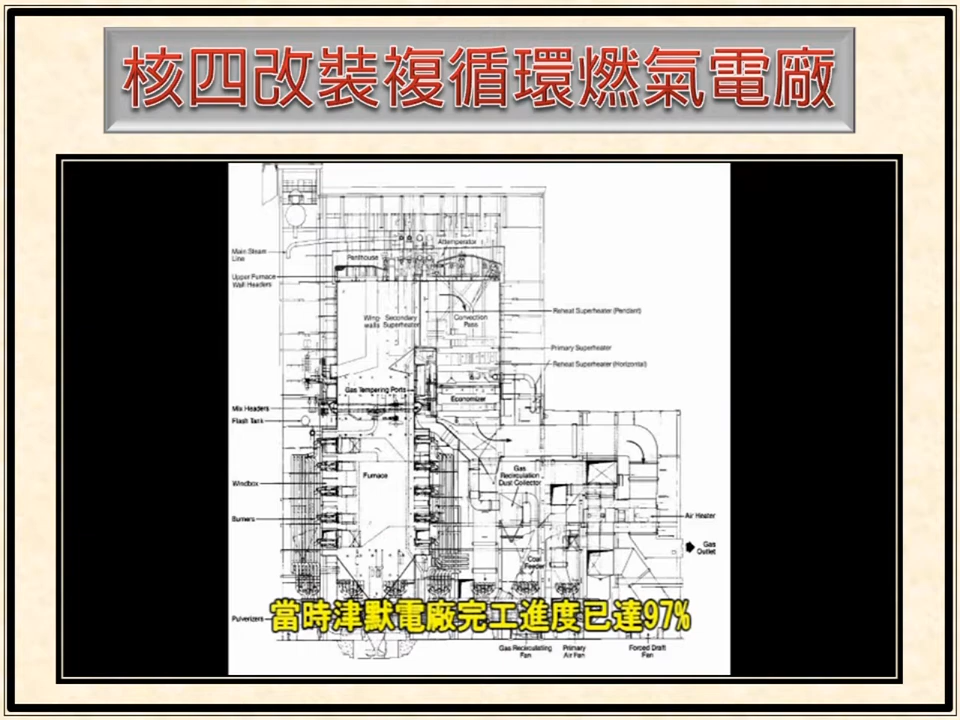 核四改裝複循環燃氣電廠
Attemperator
Main Steam
Line
Penthouse
Upper Furnace
Wall Headers
Reheat Superheater (Pendant)
Wing-
walls
Secondary
Superheater
Convection
Pass
Primary Superheater
Reheat Superheater (Horizontal)
Gas Tempering Ports
Economizer
Mix Headers
Flash Tank
Gas
Recirculation
Dust Collector
Furnace
Windbox
Burners
Air Heater
Gas
Outlet
Coal
Feeder
Pulverizers
當時津默電廠完工進度已達97%
Gas Recirculating
Fan
Primary
Air Fan
Forced Draft
Fan